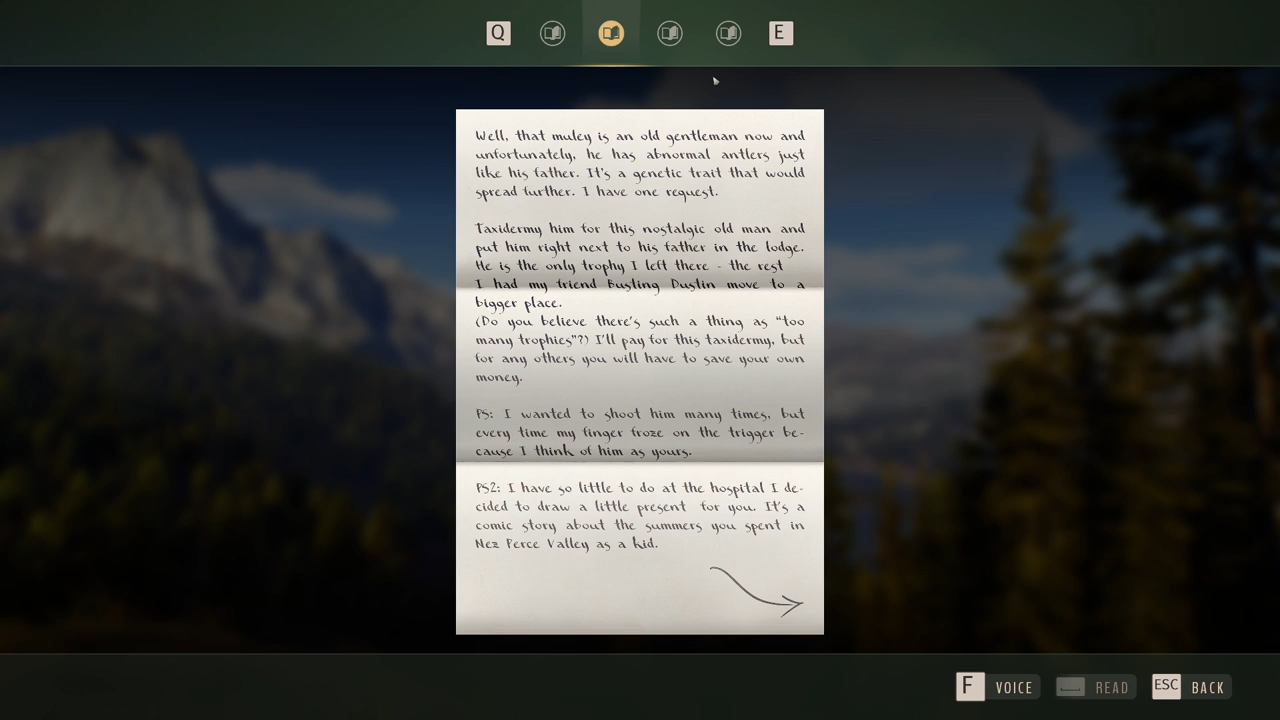 Q
E
Well, that muley is an old gentleman now and
unfortunately, he has abnormal antlers just
like his father. It's a genetic trait that would
spread further. I have one request.
Taxidermy him for this nostalgic old man and
put him right next to his father in the lodge.
He is the only trophy I left there - the rest
I had my friend Busting Dustin move to a
bigger place.
(Do you believe there's such a thing as "too
many trophies"?) I'll pay for this taxidermy, but
for any others you will have to save your own
money.
PS: I wanted to shoot him many times, but
every time my finger froze on the trigger be-
cause I think of him as yours.
PS2: I have so little to do at the hospital I de-
cided to draw a little present for you. It's a
comic story about the summers you spent in
Nez Perce Valley as a kid.
F VOICE
READ
ESC BACK